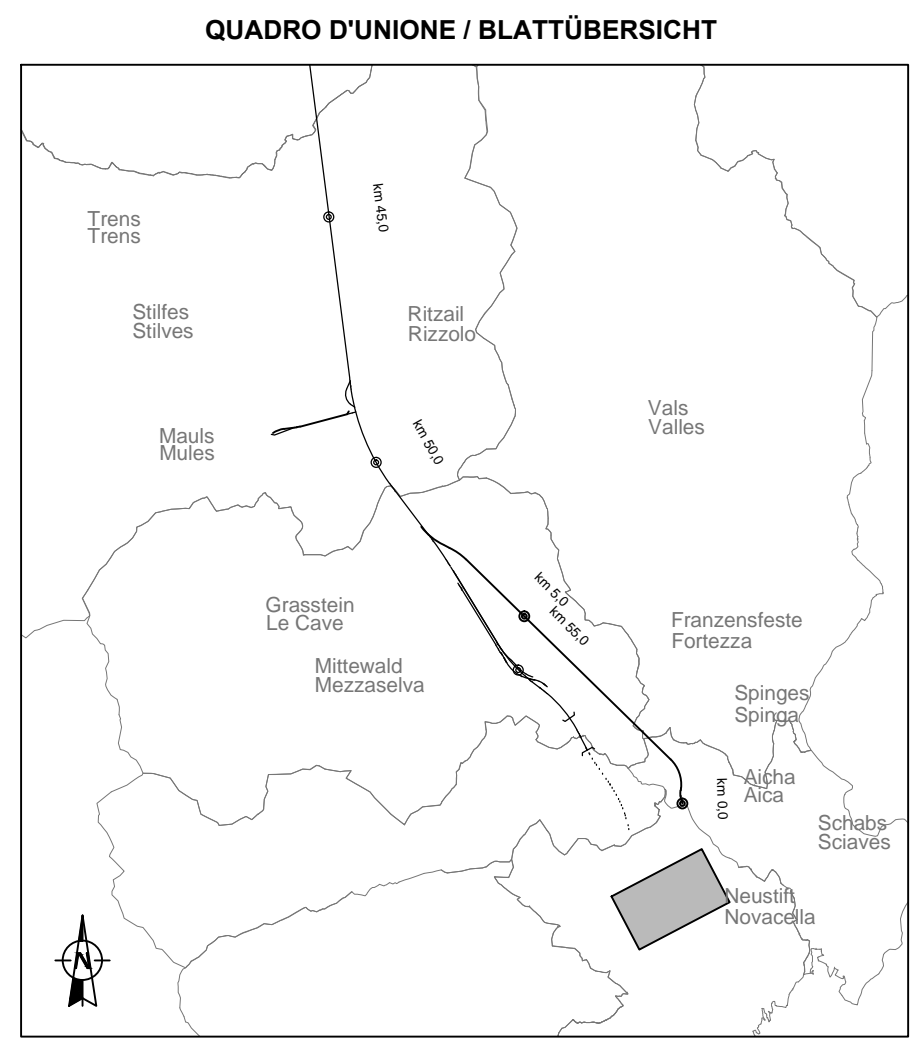 QUADRO D'UNIONE / BLATTÜBERSICHT
km 45,0
Trens
Trens
Stilfes
Stilves
Ritzail
Rizzolo
Vals
Valles
Mauls
Mules
km 50,0
km 5,0
km 55,0
Grasstein
Le Cave
Franzensfeste
Fortezza
Mittewald
Mezzaselva
Spinges
Spinga
Aicha
Aica
km 0,0
Schabs
Sciaves
Neustift
Novacella
N